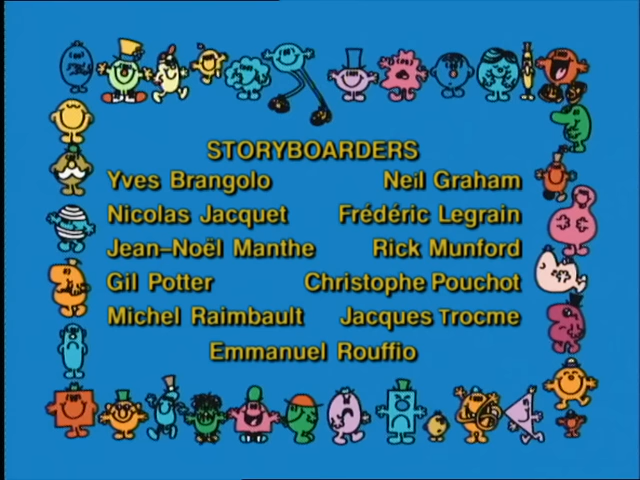 STORYBOARDERS
Yves Brangolo Neil Graham
Nicolas Jacquet Frédéric Legrain
Jean-Noël Manthe Rick Munford
Gil Potter Christophe Pouchot
Michel Raimbault Jacques Trocme
Emmanuel Rouffio